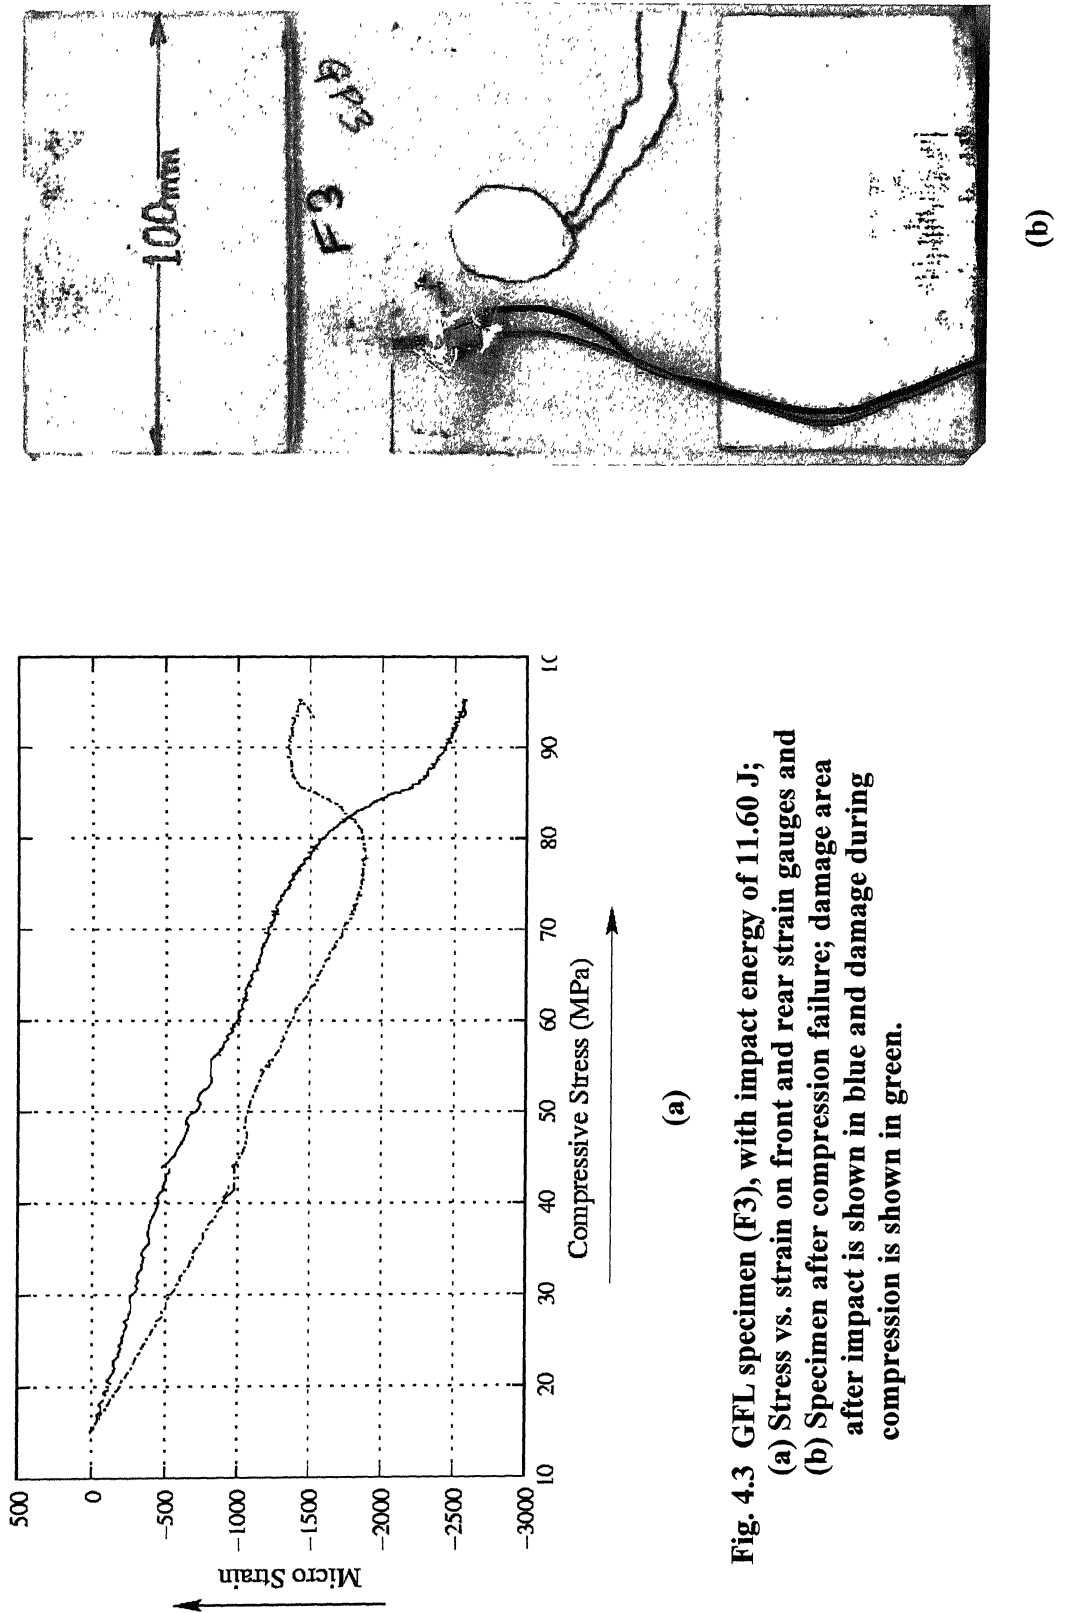 500
0
-500
-1000
-1500
-2000
-2500
-3000
Micro Strain
10
20
30
40
50
60
70
80
90
Compressive Stress (MPa)
(a)
100mm
F3
(b)
Fig. 4.3 GFL specimen (F3), with impact energy of 11.60 J;
(a) Stress vs. strain on front and rear strain gauges and
(b) Specimen after compression failure; damage area
after impact is shown in blue and damage during
compression is shown in green.